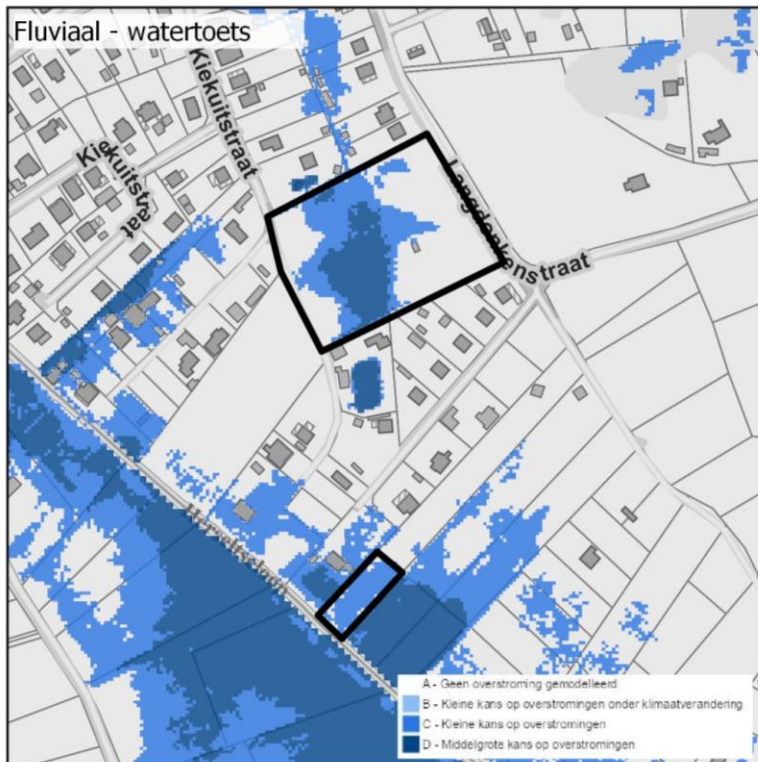 Fluviaal - watertoets
Kiekuitstraat
Kiekuitstraat
Langdonkenstraat
A - Geen overstroming gemodelleerd
B - Kleine kans op overstromingen onder klimaatverandering
C - Kleine kans op overstromingen
D - Middelgrote kans op overstromingen